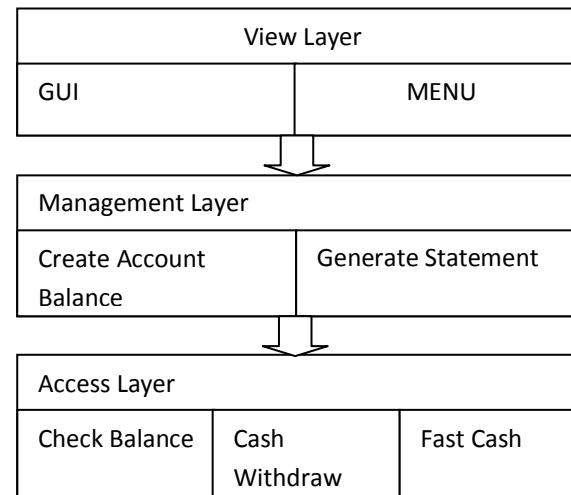 View Layer
GUI
MENU
Management Layer
Create Account
Balance
Generate Statement
Access Layer
Check Balance
Cash
Withdraw
Fast Cash